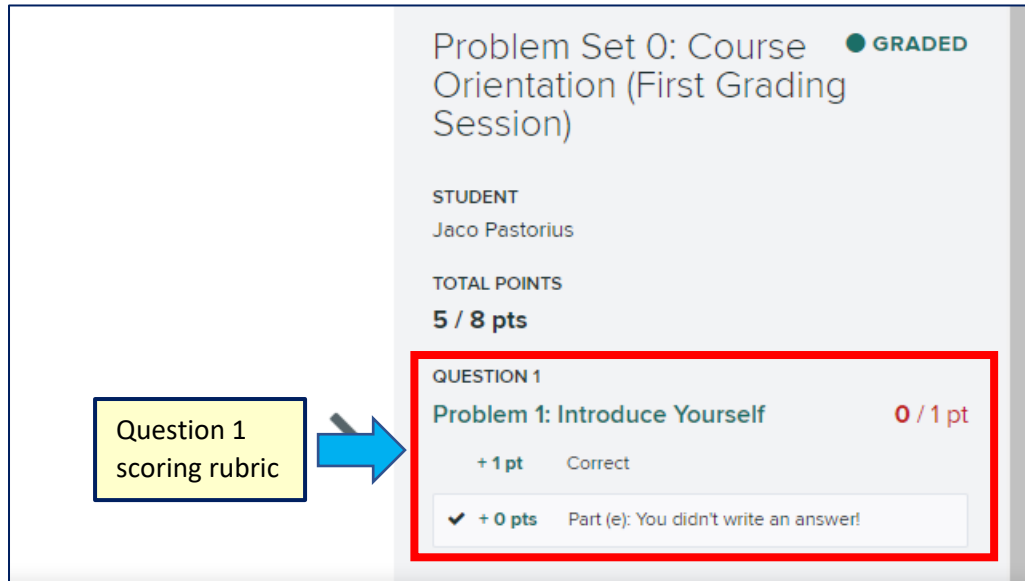 Problem Set 0: Course
Orientation (First Grading
Session)
GRADED
STUDENT
Jaco Pastorius
TOTAL POINTS
5 / 8 pts
QUESTION 1
Problem 1: Introduce Yourself 0 / 1 pt
+ 1 pt Correct
+ 0 pts Part (e): You didn't write an answer!
Question 1
scoring rubric